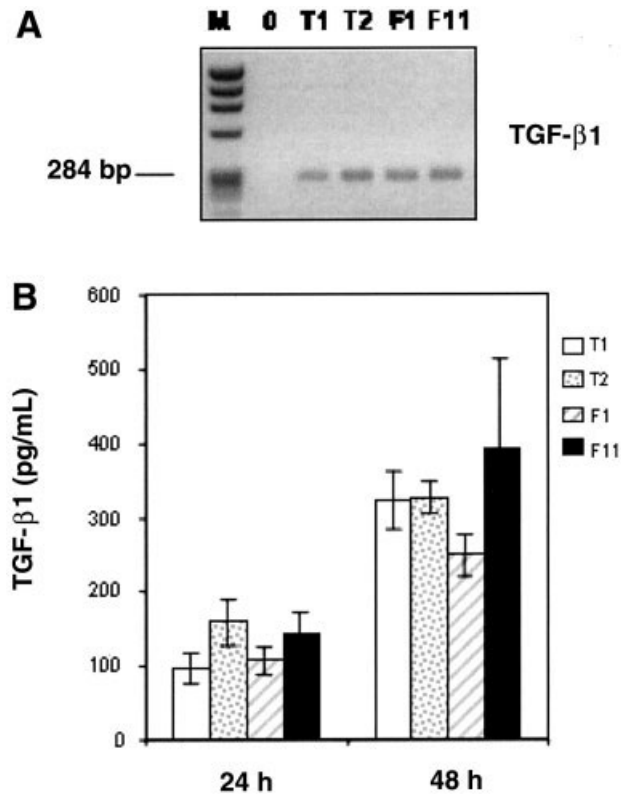 A
M 0 T1 T2 F1 F11
284 bp
TGF-β1
B
TGF-β1 (pg/mL)
600
500
400
300
200
100
0
24 h 48 h
T1
T2
F1
F11